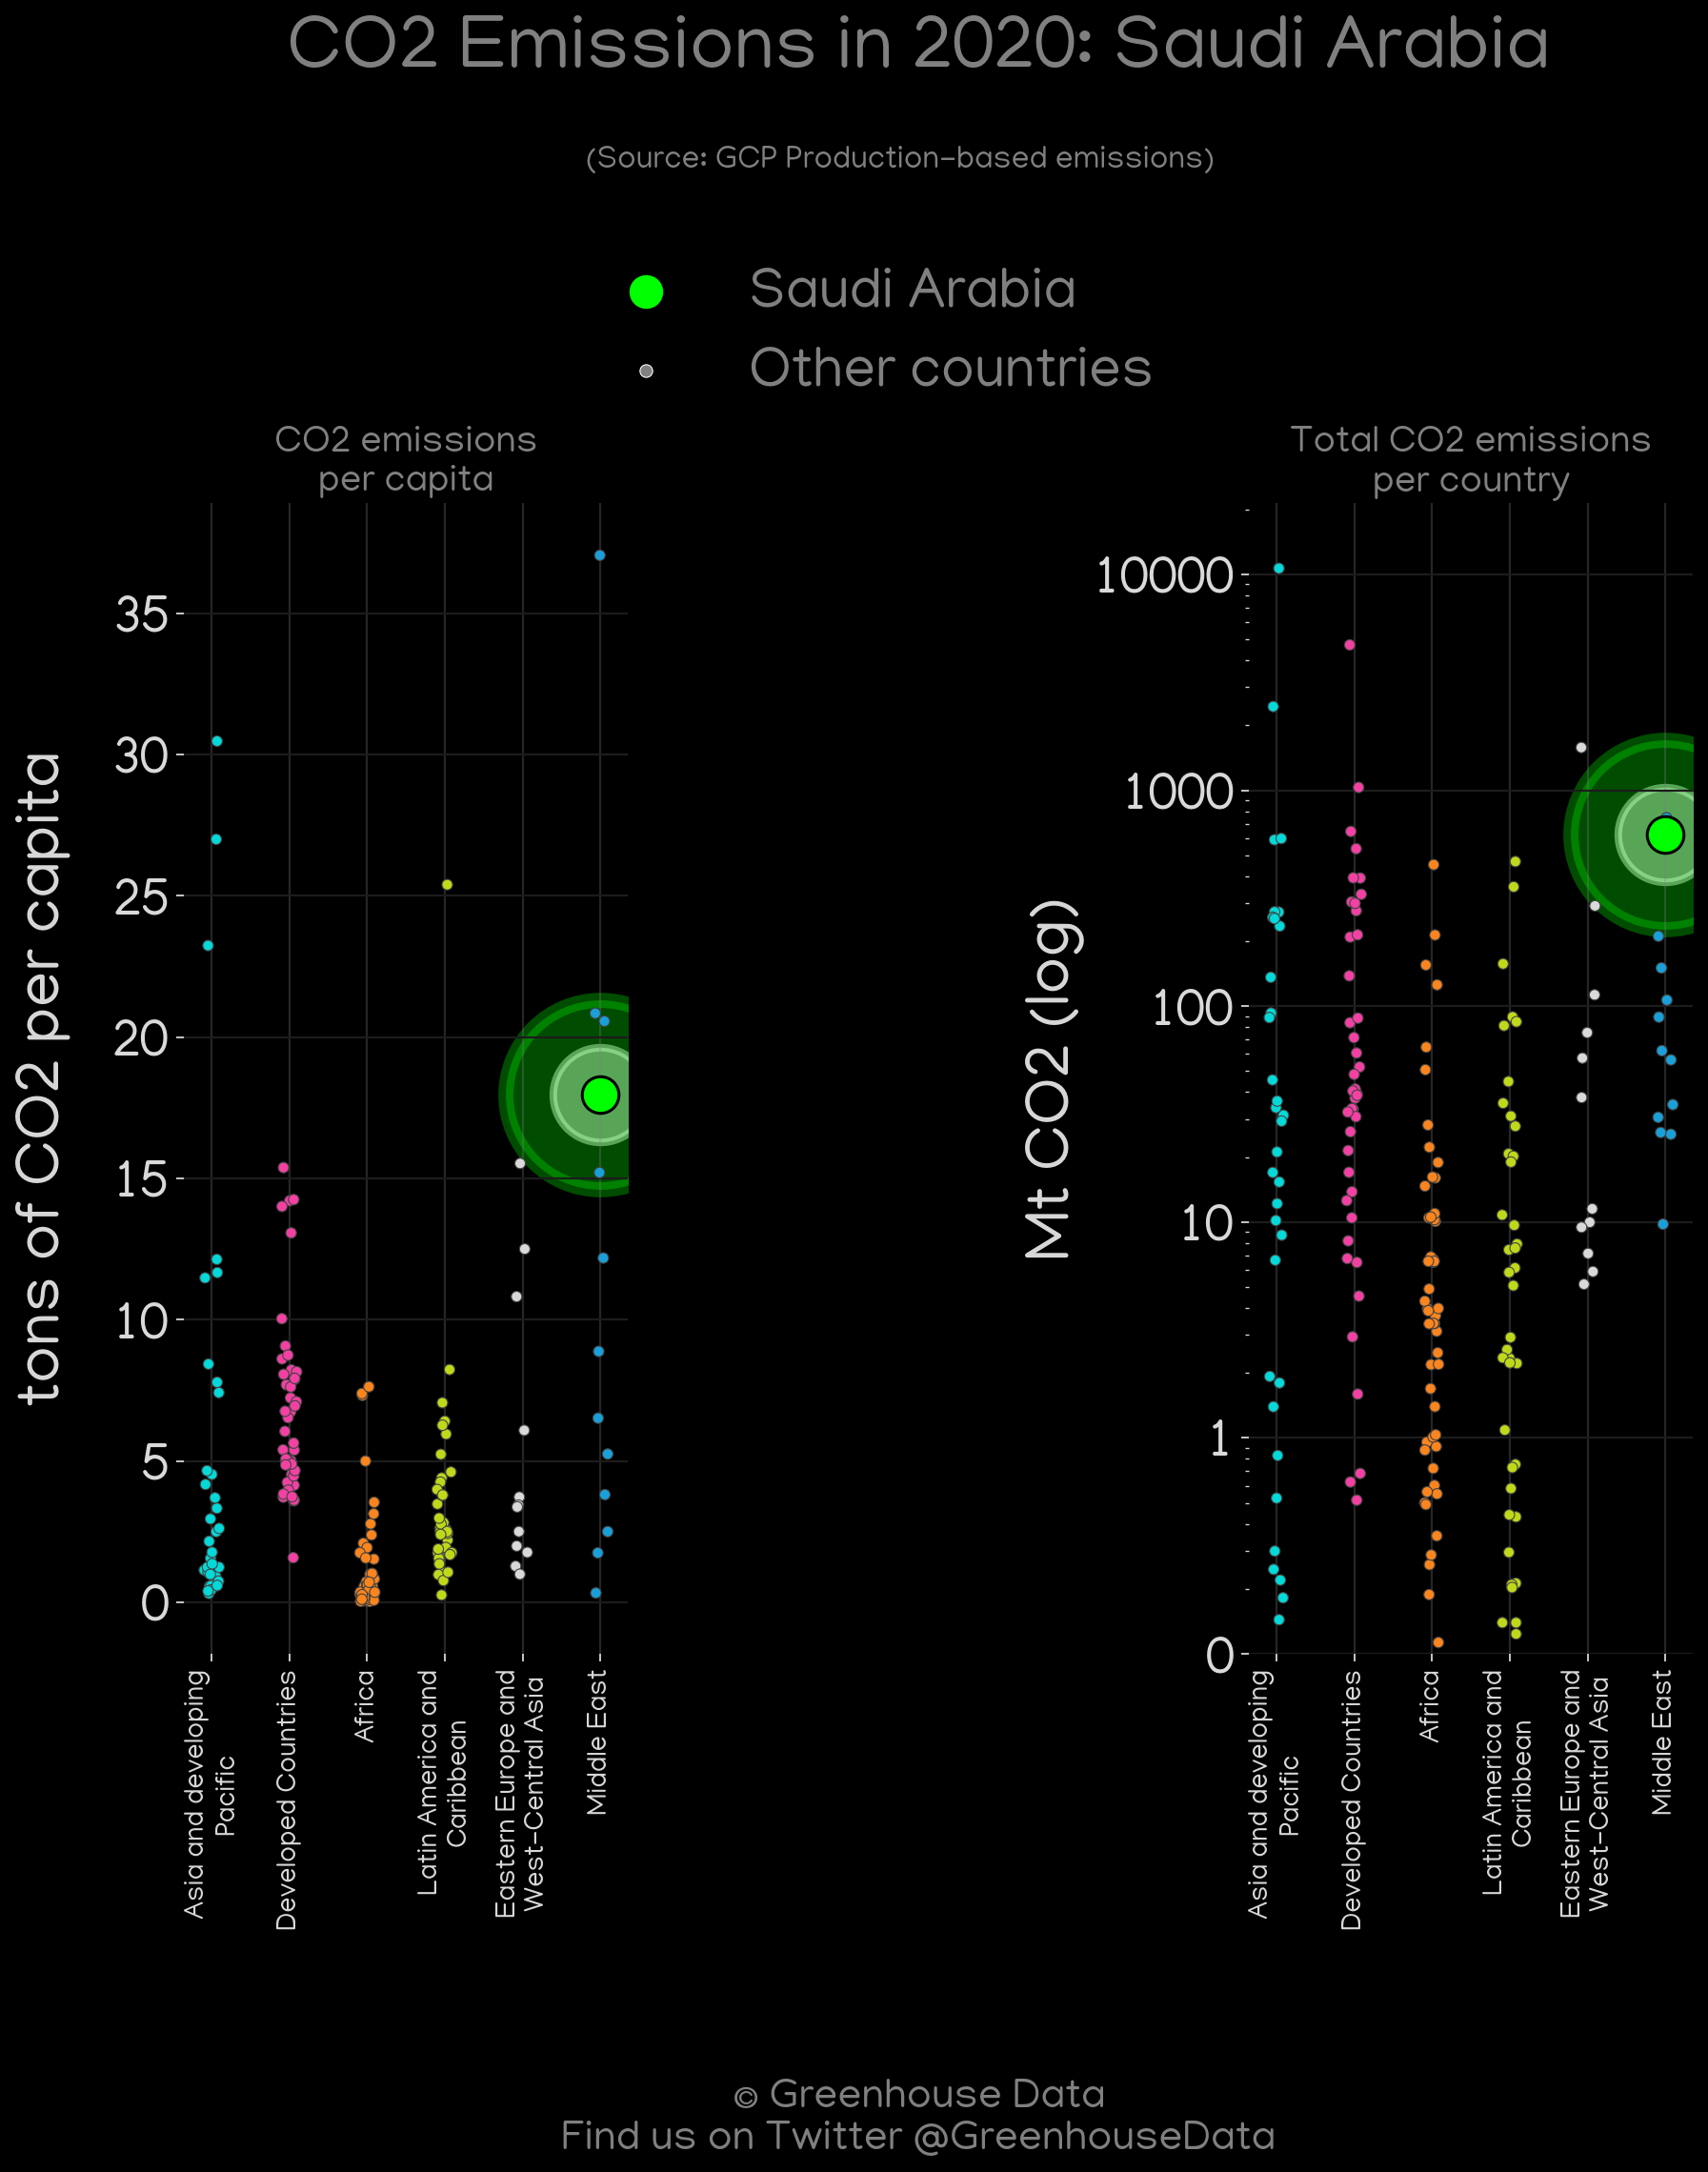 CO2 Emissions in 2020: Saudi Arabia
(Source: GCP Production-based emissions)
Saudi Arabia
Other countries
CO2 emissions
per capita
tons of CO2 per capita
35
30
25
20
15
10
5
0
Asia and developing
Pacific
Developed Countries
Africa
Latin America and
Caribbean
Eastern Europe and
West-Central Asia
Middle East
Total CO2 emissions
per country
Mt CO2 (log)
10000
1000
100
10
1
0
Asia and developing
Pacific
Developed Countries
Africa
Latin America and
Caribbean
Eastern Europe and
West-Central Asia
Middle East
© Greenhouse Data
Find us on Twitter @GreenhouseData